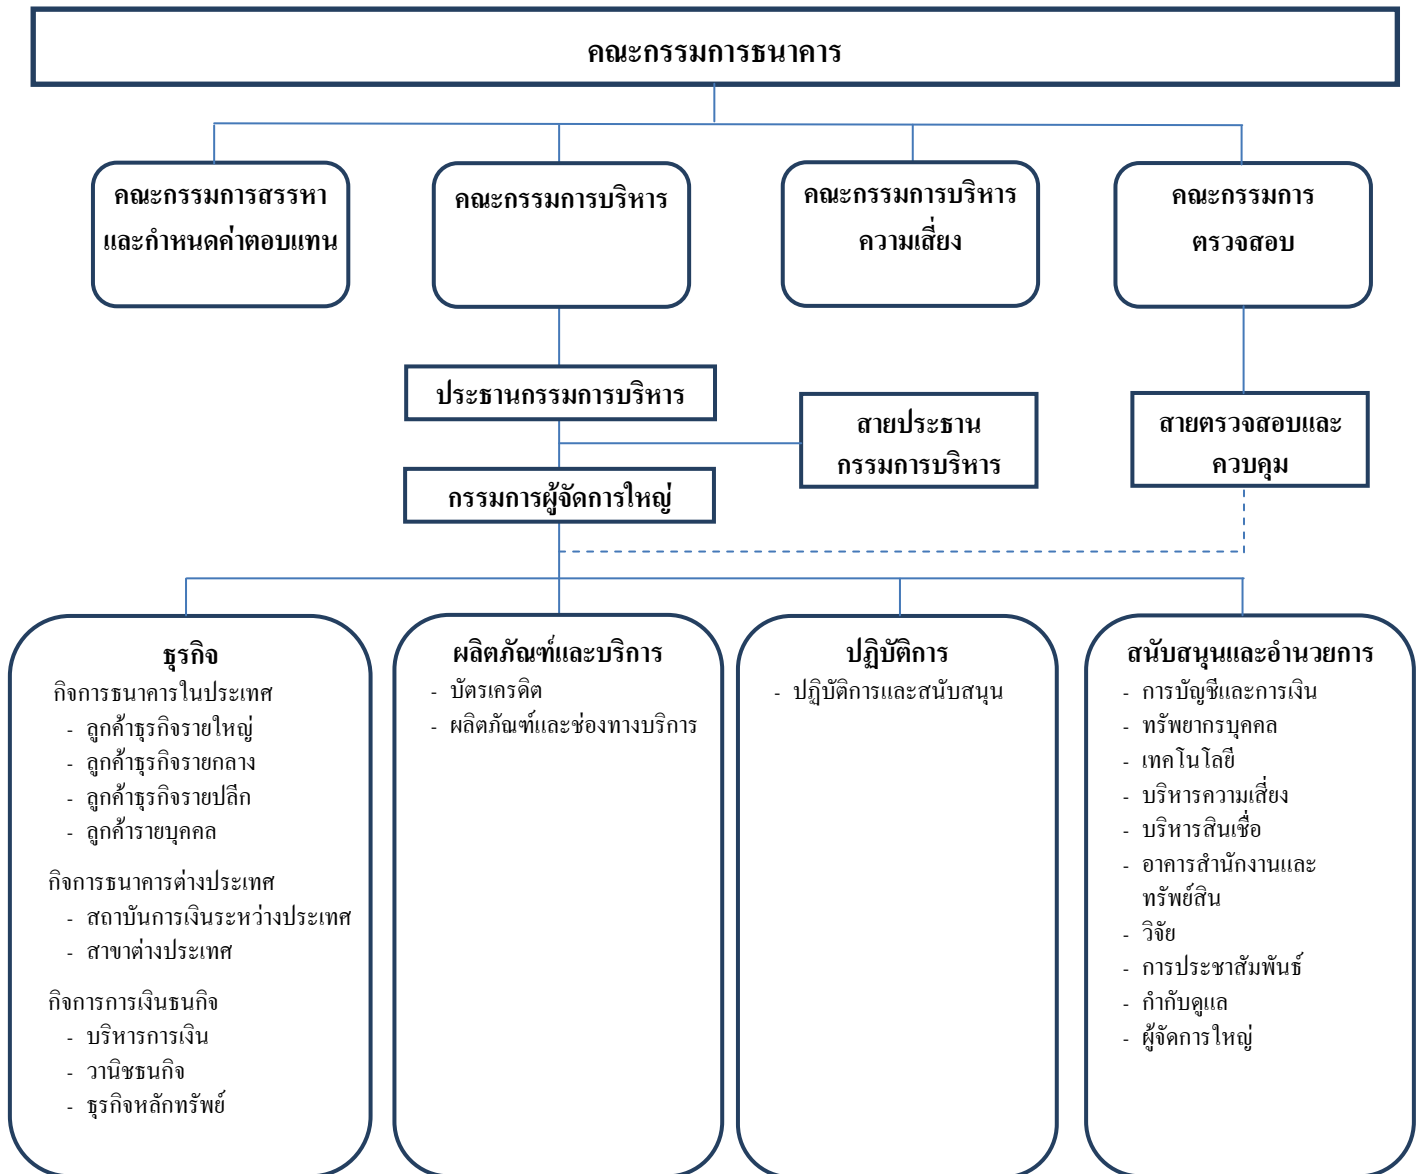 คณะกรรมการธนาคาร
คณะกรรมการสรรหา
และกำหนดค่าตอบแทน
คณะกรรมการบริหาร
คณะกรรมการบริหาร
ความเสี่ยง
คณะกรรมการ
ตรวจสอบ
ประธานกรรมการบริหาร
สายประธาน
กรรมการบริหาร
สายตรวจสอบและ
ควบคุม
กรรมการผู้จัดการใหญ่
ธุรกิจ
กิจการธนาคารในประเทศ
- ลูกค้าธุรกิจรายใหญ่
- ลูกค้าธุรกิจรายกลาง
- ลูกค้าธุรกิจรายปลีก
- ลูกค้ารายบุคคล
กิจการธนาคารต่างประเทศ
- สถาบันการเงินระหว่างประเทศ
- สาขาต่างประเทศ
กิจการการเงินธนกิจ
- บริหารการเงิน
- วานิชธนกิจ
- ธุรกิจหลักทรัพย์
ผลิตภัณฑ์และบริการ
- บัตรเครดิต
- ผลิตภัณฑ์และช่องทางบริการ
ปฏิบัติการ
- ปฏิบัติการและสนับสนุน
สนับสนุนและอำนวยการ
- การบัญชีและการเงิน
- ทรัพยากรบุคคล
- เทคโนโลยี
- บริหารความเสี่ยง
- บริหารสินเชื่อ
- อาคารสำนักงานและ
ทรัพย์สิน
- วิจัย
- การประชาสัมพันธ์
- กำกับดูแล
- ผู้จัดการใหญ่